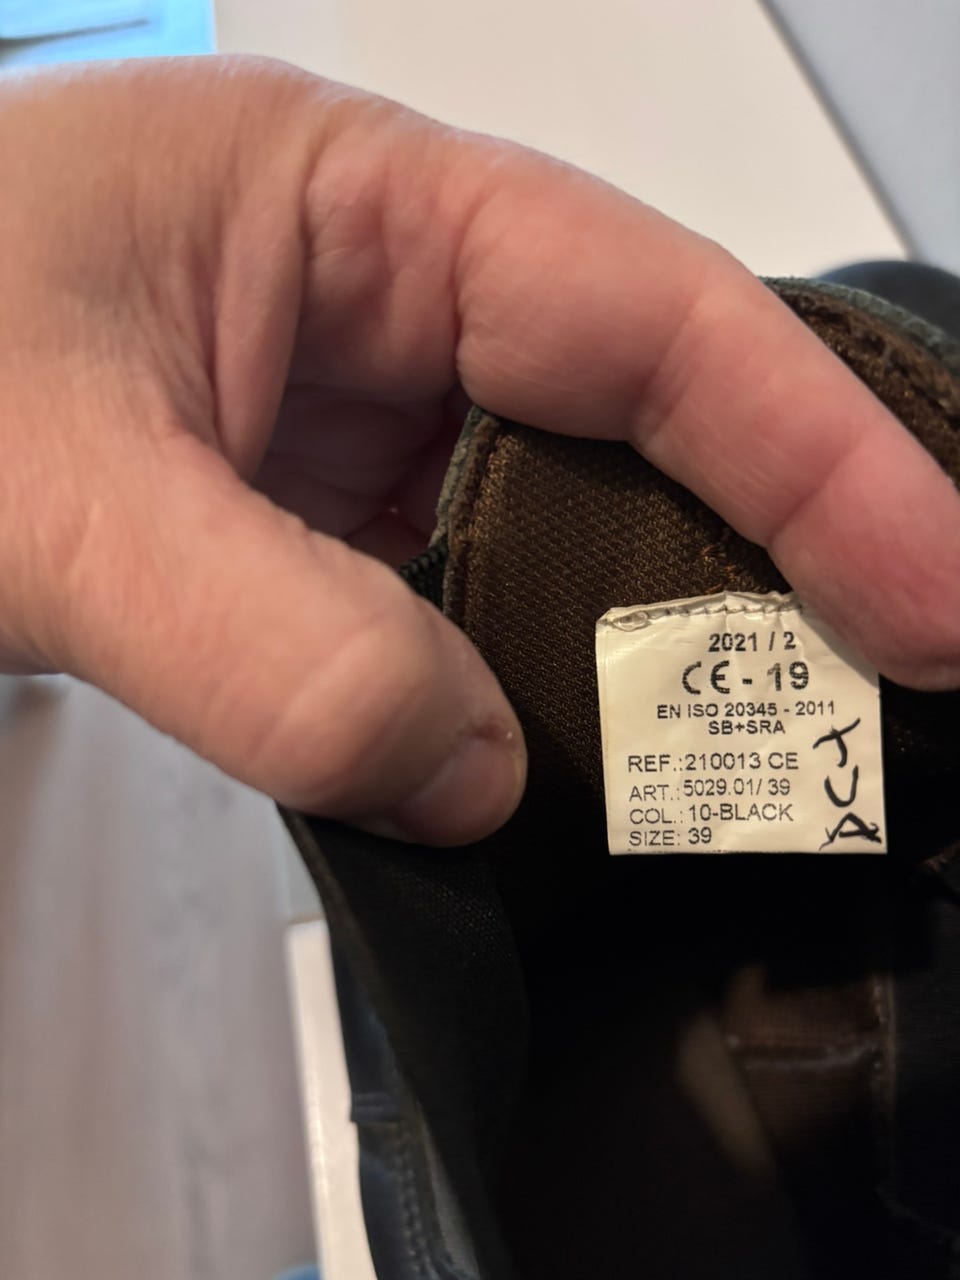 2021 / 2
CE - 19
EN ISO 20345 - 2011
SB+SRA
REF.:210013 CE
ART.: 5029.01/ 39
COL.: 10-BLACK
SIZE: 39